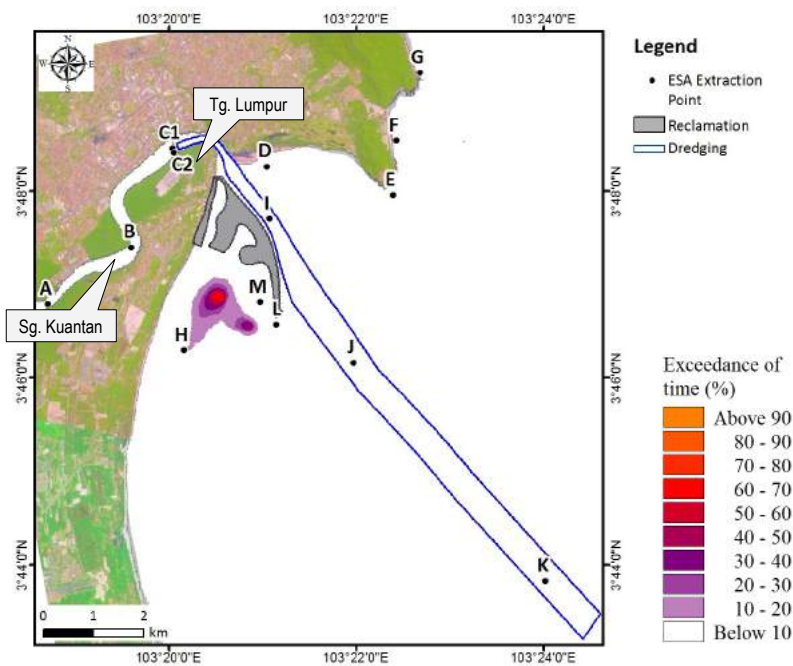 103°20'0"E 103°22'0"E 103°24'0"E
N
W E
S
Tg. Lumpur
C1
C2
D
G
F
E
I
B
A
M
L
H
J
K
Sg. Kuantan
3°48'0"N
3°46'0"N
3°44'0"N
3°48'0"N
3°46'0"N
3°44'0"N
0 1 2
km
103°20'0"E 103°22'0"E 103°24'0"E
Legend
ESA Extraction
Point
Reclamation
Dredging
Exceedance of
time (%)
Above 90
80 - 90
70 - 80
60 - 70
50 - 60
40 - 50
30 - 40
20 - 30
10 - 20
Below 10